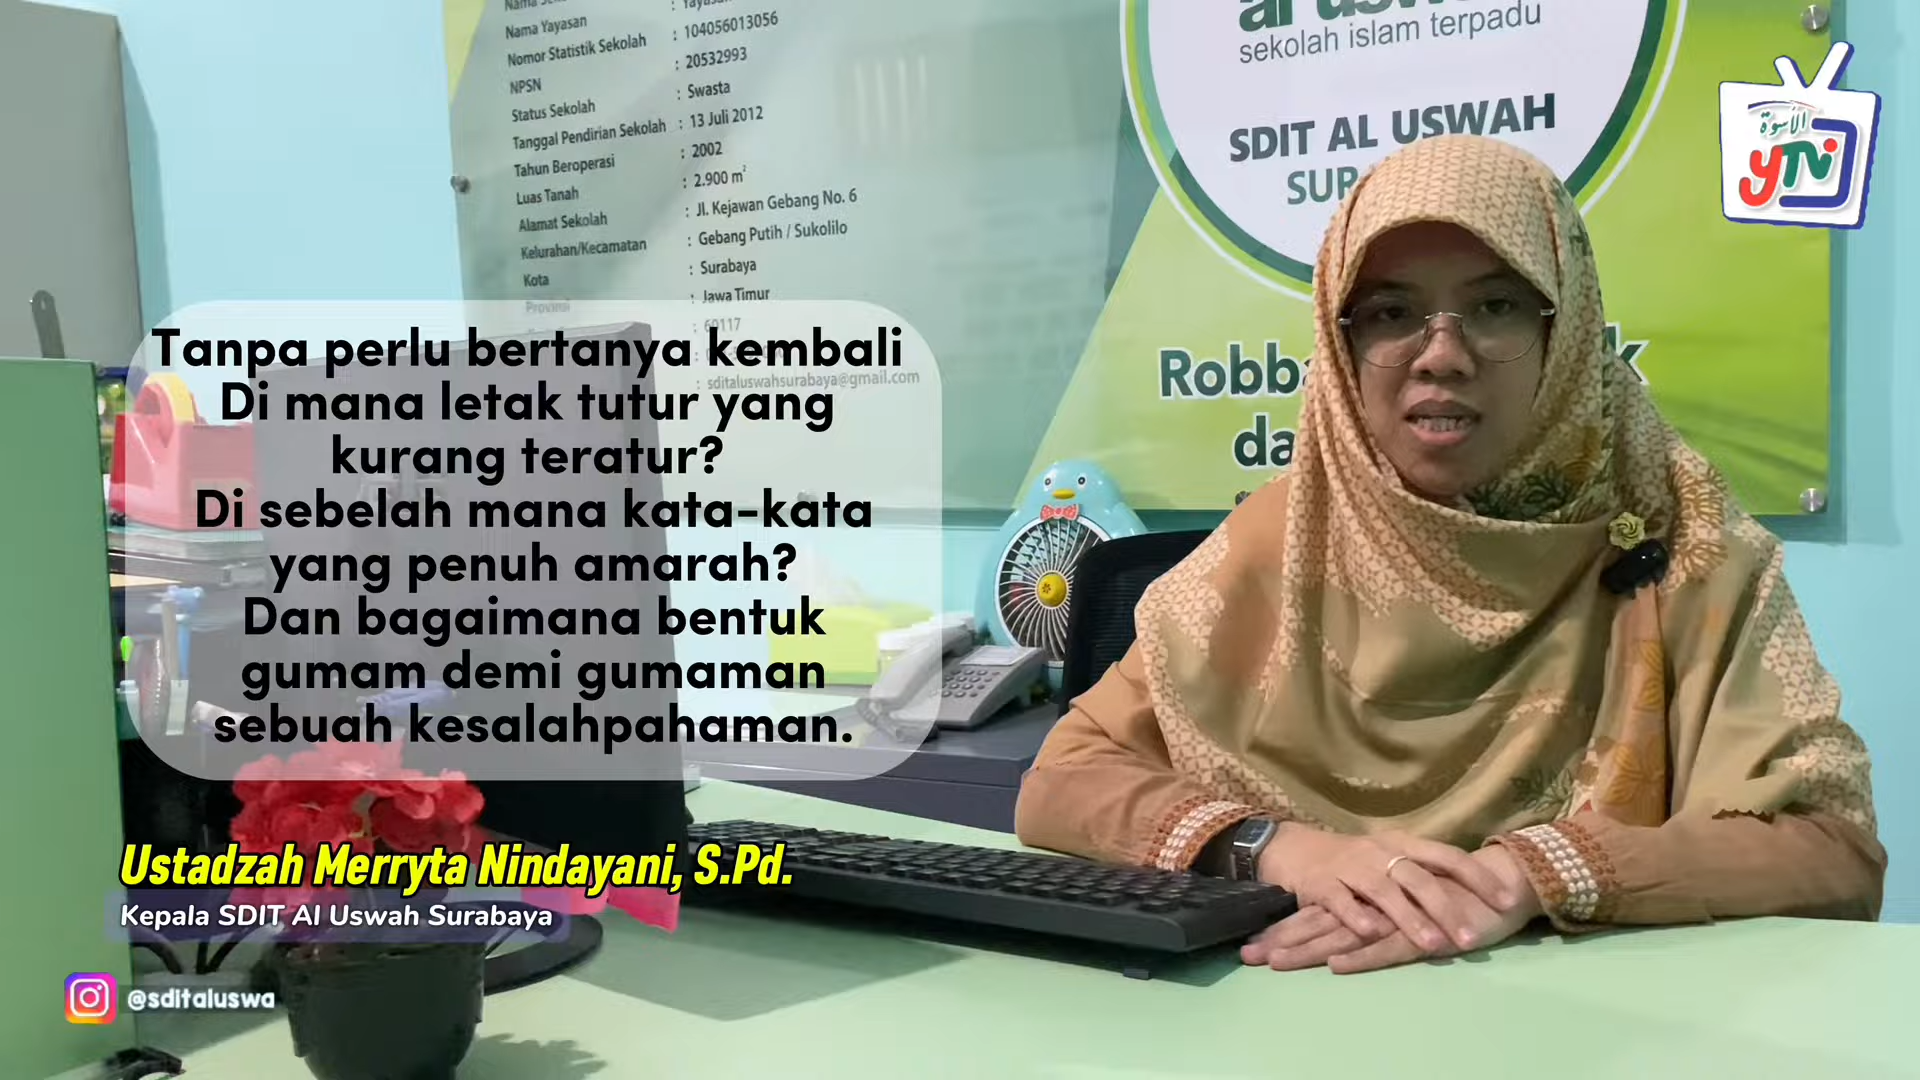 Nama Yayasan
Nomor Statistik Sekolah : 104056013056
NPSN : 20532993
Status Sekolah : Swasta
Tanggal Pendirian Sekolah : 13 Juli 2012
Tahun Beroperasi : 2002
Luas Tanah : 2.900 m²
Alamat Sekolah : Jl. Kejawan Gebang No. 6
Kelurahan/Kecamatan : Gebang Putih / Sukolilo
Kota : Surabaya
Provinsi : Jawa Timur
: 60117
: sditaluswahsurabaya@gmail.com
sekolah islam terpadu
SDIT AL USWAH
الأسوة
YTV
Tanpa perlu bertanya kembali
Di mana letak tutur yang
kurang teratur?
Di sebelah mana kata-kata
yang penuh amarah?
Dan bagaimana bentuk
gumam demi gumaman
sebuah kesalahpahaman.
Ustadzah Merryta Nindayani, S.Pd.
Kepala SDIT Al Uswah Surabaya
@sditaluswa